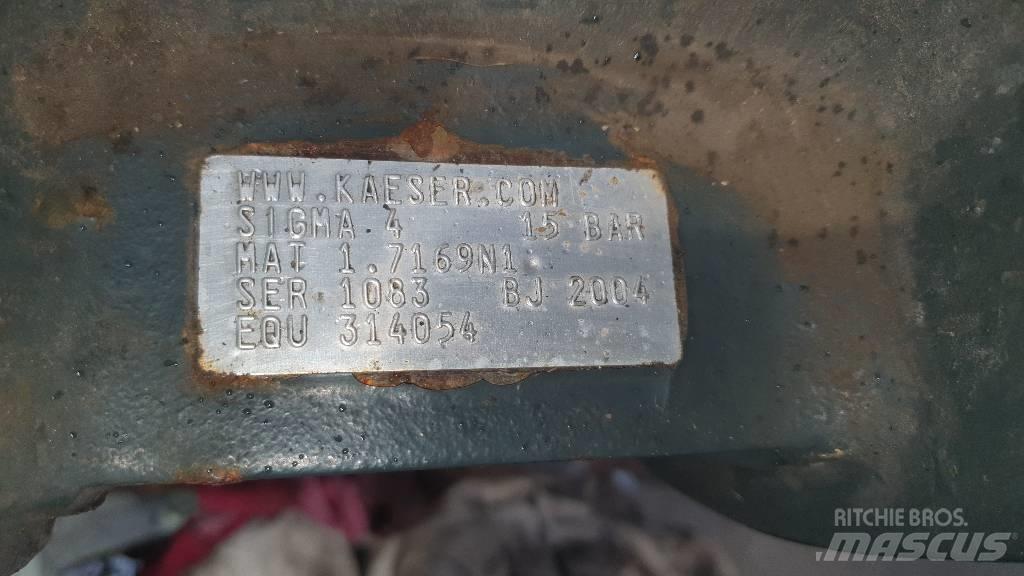 WWW.KAESER.COM
SIGMA 4 15 BAR
MAT 1.7169N1
SER 1083 BJ 2004
EQU 314054
RITCHIE BROS.
MASCUS